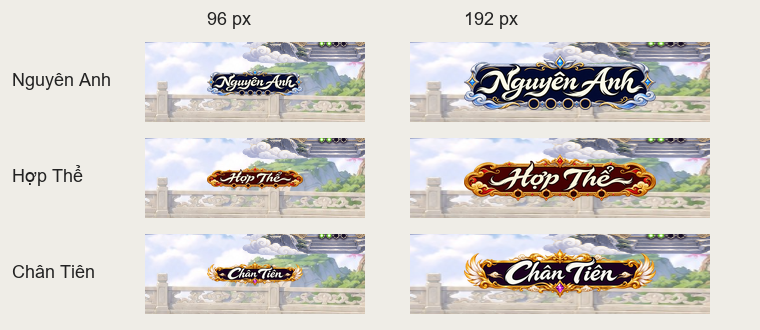 96 px 192 px
Nguyên Anh Nguyên Anh Nguyên Anh
Hợp Thể Hợp Thể Hợp Thể
Chân Tiên Chân Tiên Chân Tiên